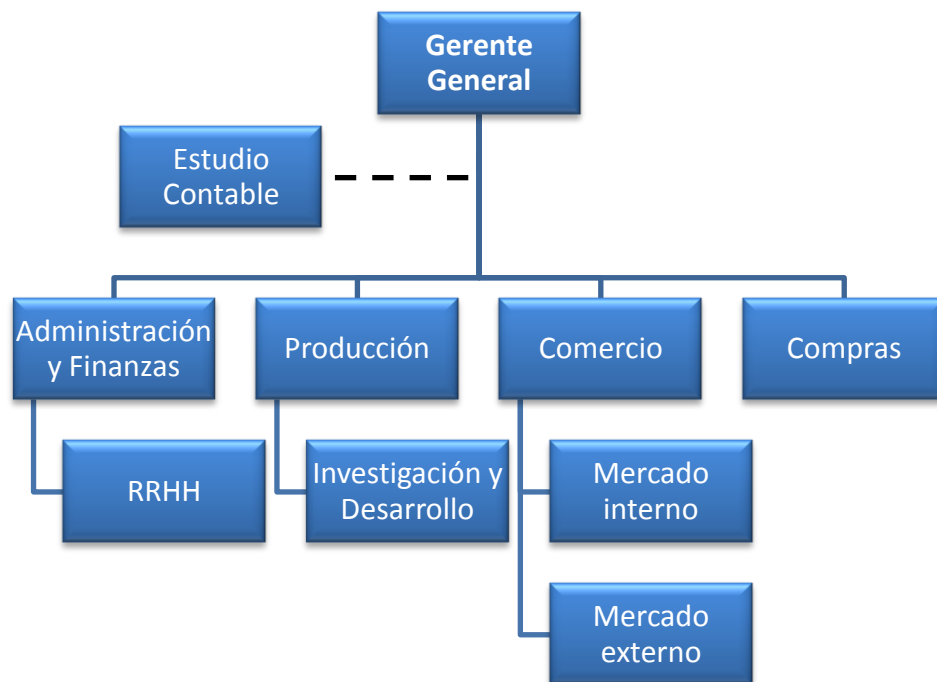 Gerente
General
Estudio
Contable
Administración
y Finanzas
Producción
Comercio
Compras
RRHH
Investigación y
Desarrollo
Mercado
interno
Mercado
externo